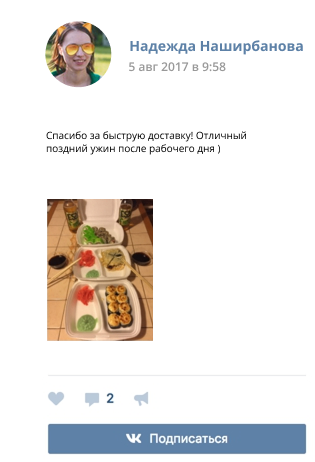 Надежда Наширбанова
5 авг 2017 в 9:58
Спасибо за быструю доставку! Отличный
поздний ужин после рабочего дня )
2
Подписаться